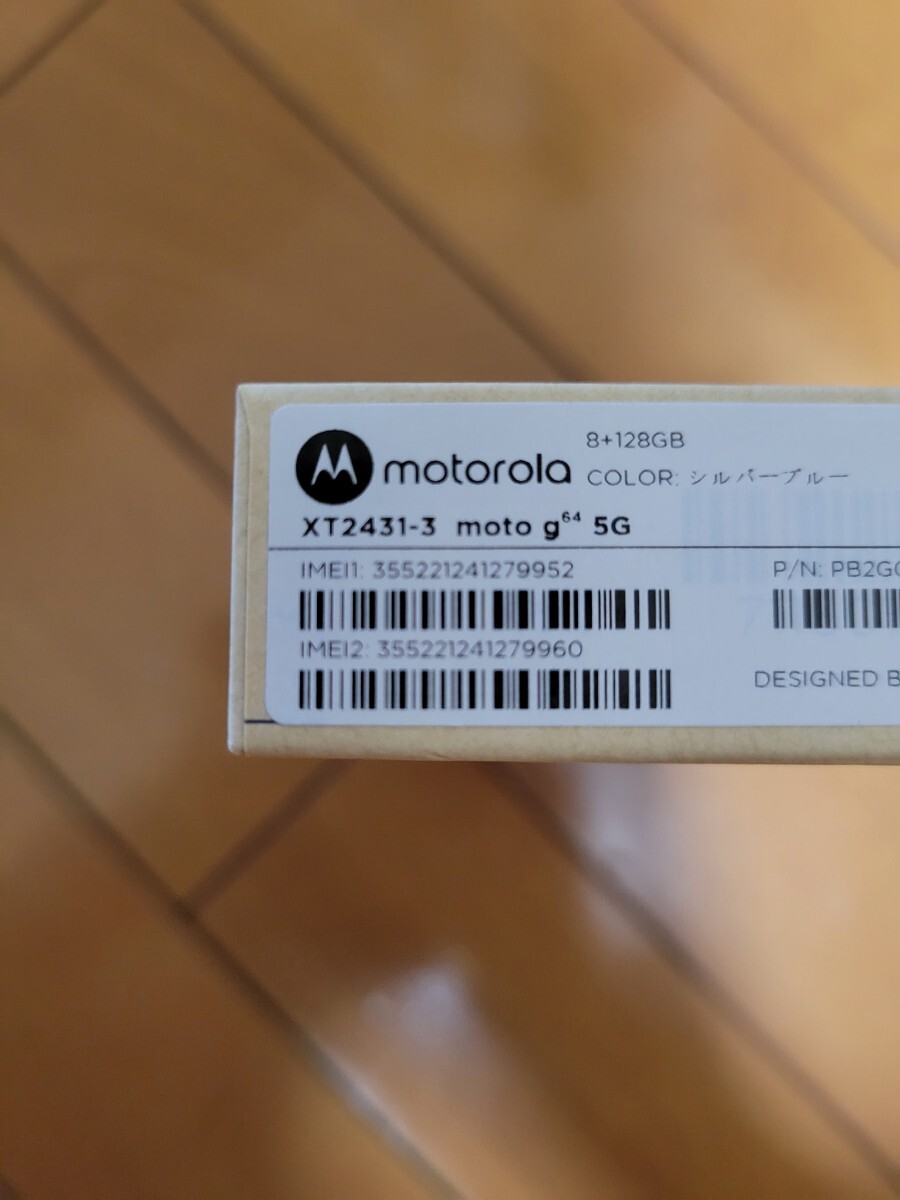 motorola
8+128GB
COLOR: シルバーブルー
XT2431-3 moto g⁶⁴ 5G
IMEI1: 355221241279952
P/N: PB2G
IMEI2: 355221241279960
DESIGNED B